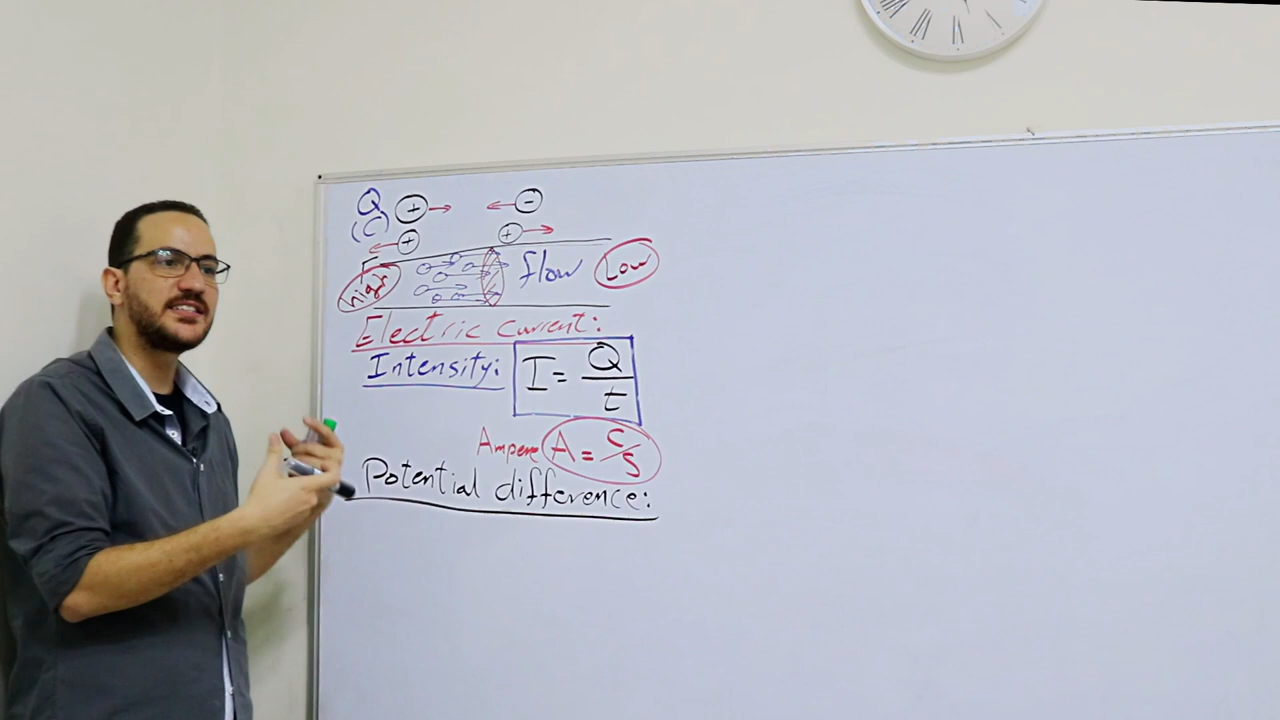 Q + -
(C) + +
high flow Low
Electric current:
Intensity: I = Q/t
Ampere A = C/S
Potential difference: